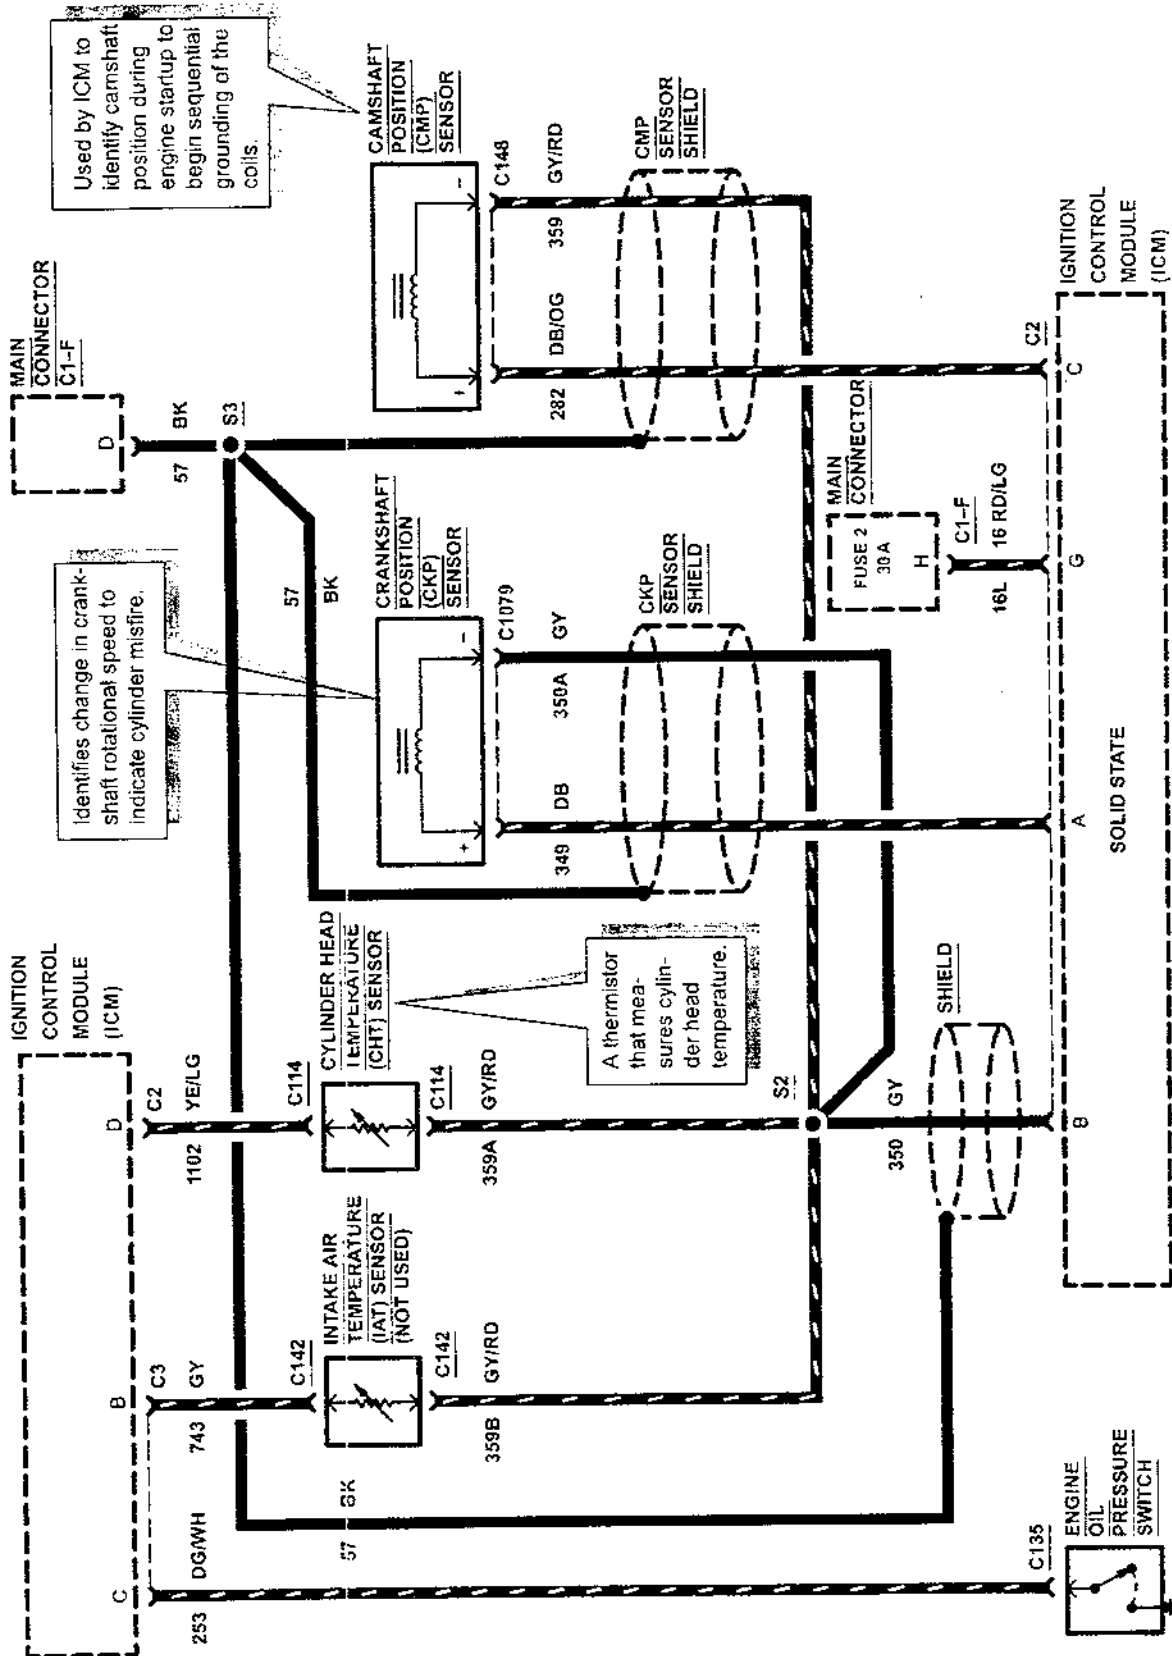 IGNITION
CONTROL
MODULE
(ICM)
C
B
D
C3
C2
253
DG/WH
743
GY
1102
YE/LG
C142
C114
INTAKE AIR
TEMPERATURE
(IAT) SENSOR
(NOT USED)
CYLINDER HEAD
TEMPERATURE
(CHT) SENSOR
57
BK
C142
C114
359B
GY/RD
359A
GY/RD
A thermistor
that mea-
sures cylin-
der head
temperature.
S2
350
GY
SHIELD
C135
ENGINE
OIL
PRESSURE
SWITCH
Identifies change in crank-
shaft rotational speed to
indicate cylinder misfire.
MAIN
CONNECTOR
C1-F
D
57
BK
S3
57
BK
CRANKSHAFT
POSITION
(CKP)
SENSOR
+
-
C1079
349
DB
350A
GY
CKP
SENSOR
SHIELD
Used by ICM to
identify camshaft
position during
engine startup to
begin sequential
grounding of the
coils.
CAMSHAFT
POSITION
(CMP)
SENSOR
+
-
C148
282
DB/OG
359
GY/RD
CMP
SENSOR
SHIELD
MAIN
CONNECTOR
FUSE 2
30 A
H
C1-F
16L
16 RD/LG
C2
B
A
G
C
SOLID STATE
IGNITION
CONTROL
MODULE
(ICM)